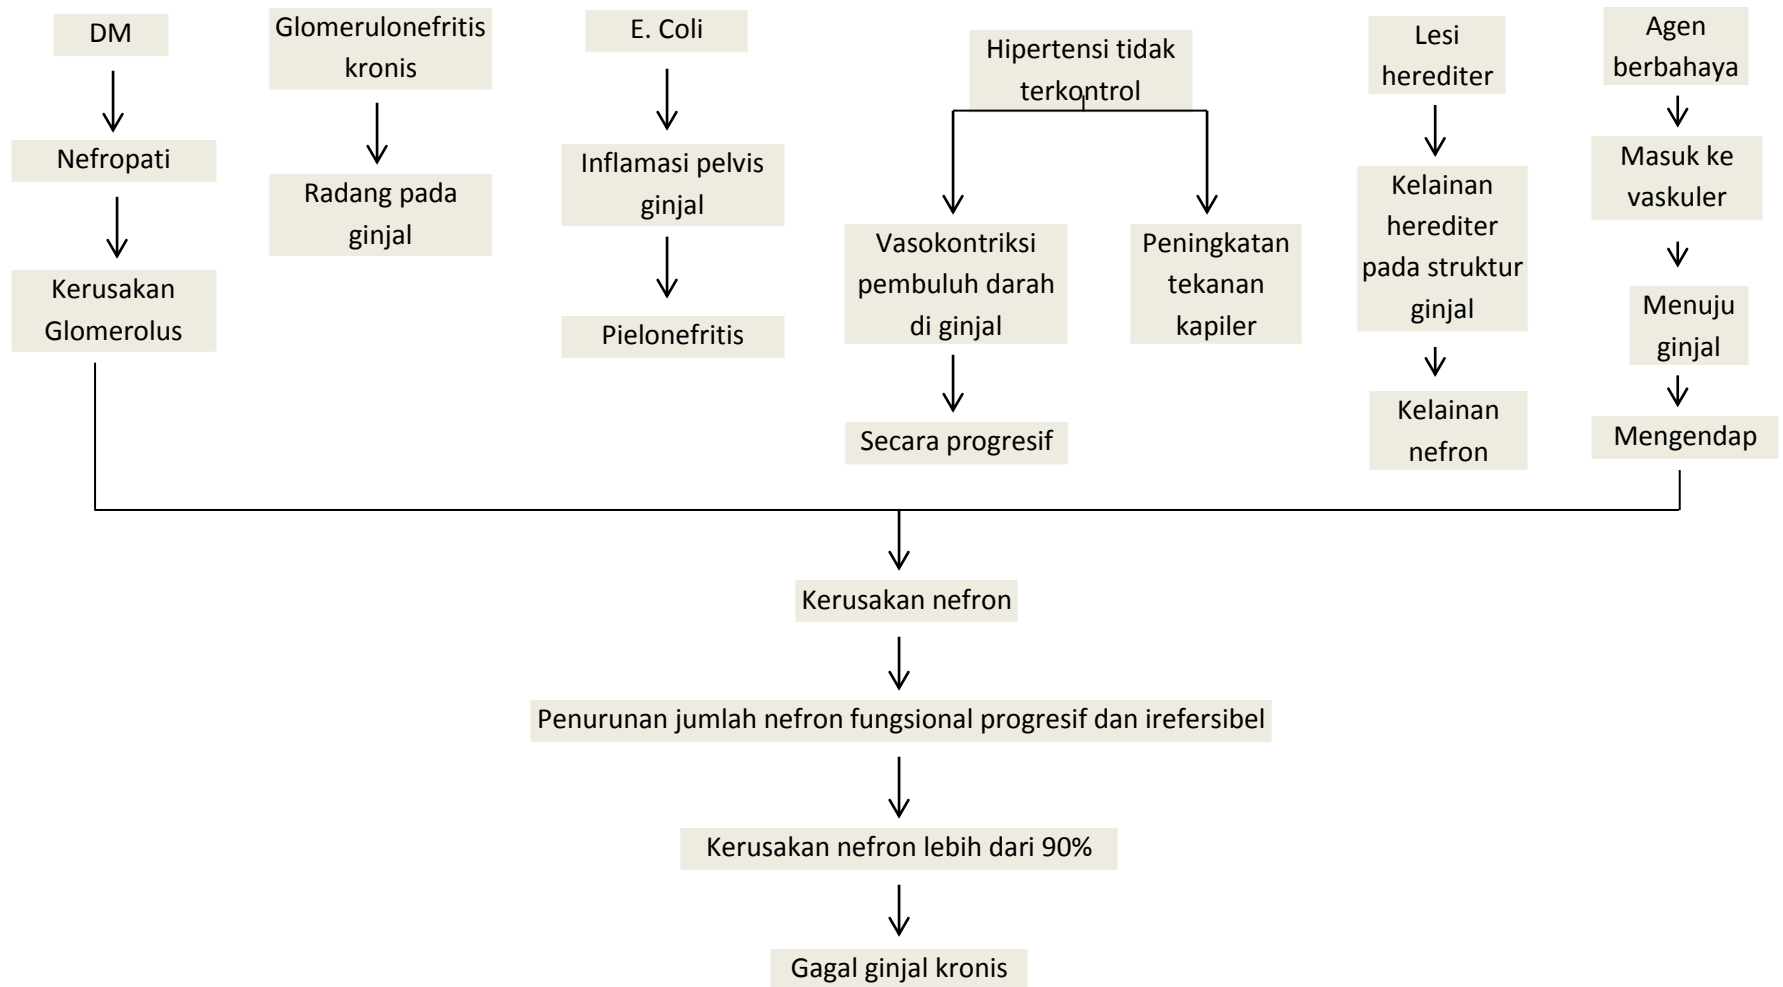 DM
Nefropati
Kerusakan
Glomerolus
Glomerulonefritis
kronis
Radang pada
ginjal
E. Coli
Inflamasi pelvis
ginjal
Pielonefritis
Hipertensi tidak
terkontrol
Vasokontriksi
pembuluh darah
di ginjal
Secara progresif
Peningkatan
tekanan
kapiler
Lesi
herediter
Kelainan
herediter
pada struktur
ginjal
Kelainan
nefron
Agen
berbahaya
Masuk ke
vaskuler
Menuju
ginjal
Mengendap
Kerusakan nefron
Penurunan jumlah nefron fungsional progresif dan irefersibel
Kerusakan nefron lebih dari 90%
Gagal ginjal kronis